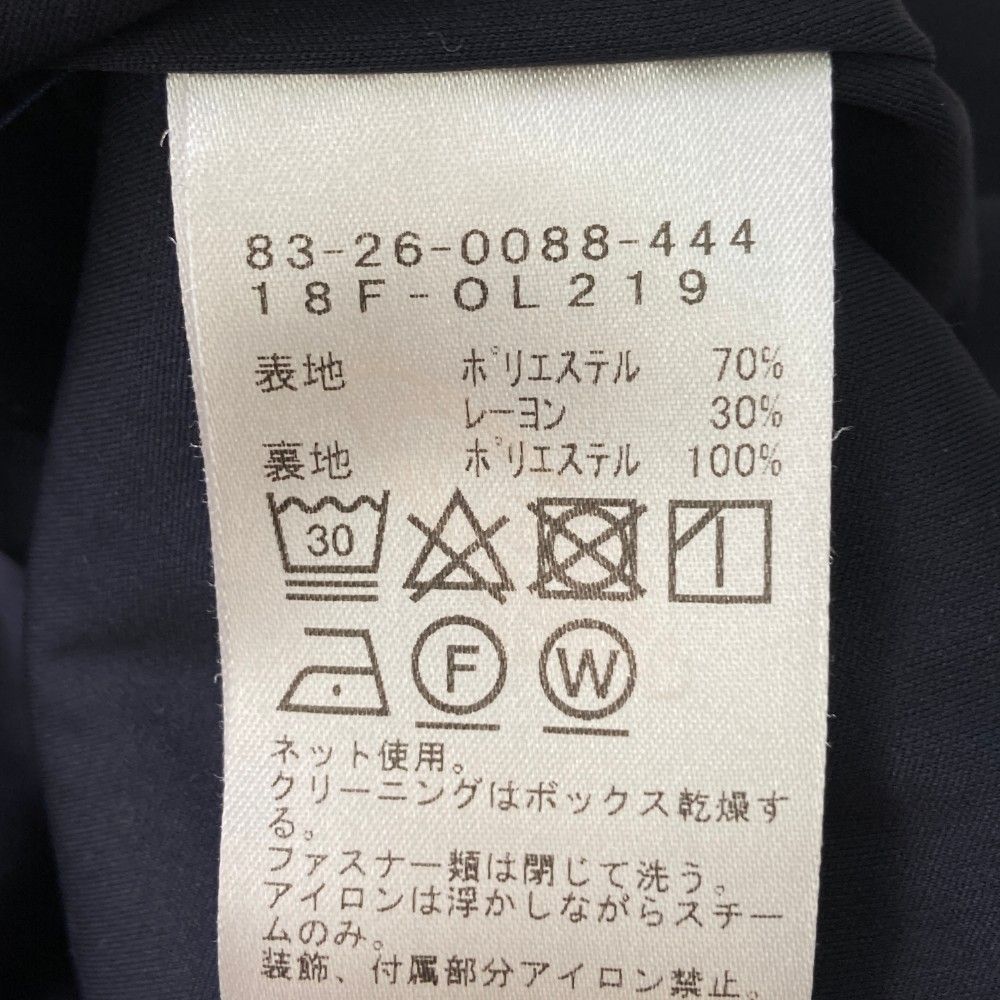 83-26-0088-444
18F-OL219
表地 ポリエステル 70%
レーヨン 30%
裏地 ポリエステル 100%
30
F W
ネット使用。
クリーニングはボックス乾燥す
る。
ファスナー類は閉じて洗う。
アイロンは浮かしながらスチー
ムのみ。
装飾、付属部分アイロン禁止。